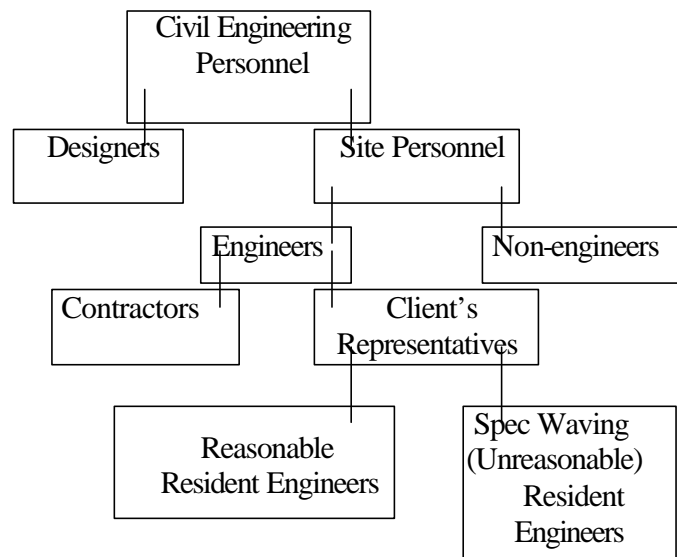 Civil Engineering
Personnel
Designers
Site Personnel
Engineers
Non-engineers
Contractors
Client's
Representatives
Reasonable
Resident Engineers
Spec Waving
(Unreasonable)
Resident
Engineers